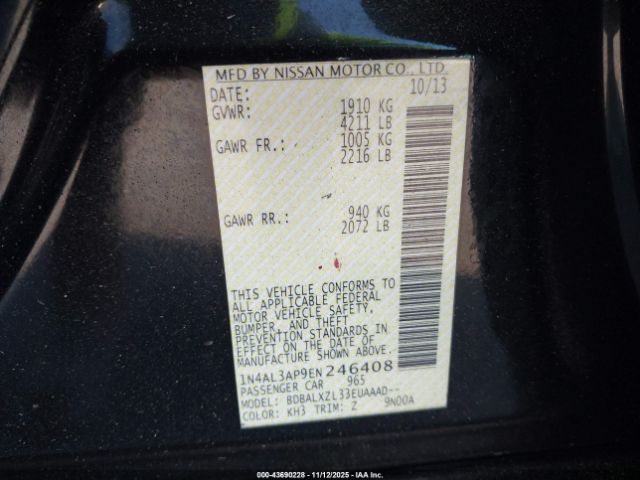 MFD BY NISSAN MOTOR CO., LTD.
DATE: 10/13
GVWR: 1910 KG
4211 LB
GAWR FR.: 1005 KG
2216 LB
GAWR RR.: 940 KG
2072 LB
THIS VEHICLE CONFORMS TO
ALL APPLICABLE FEDERAL
MOTOR VEHICLE SAFETY,
BUMPER, AND THEFT
PREVENTION STANDARDS IN
EFFECT ON THE DATE OF
MANUFACTURE SHOWN ABOVE.
1N4AL3AP9EN246408
PASSENGER CAR 965
MODEL: BDBALXZL33EUAAAD--
COLOR: KH3 TRIM: Z 9N00A
000-43690228 - 11/12/2025 - IAA Inc.